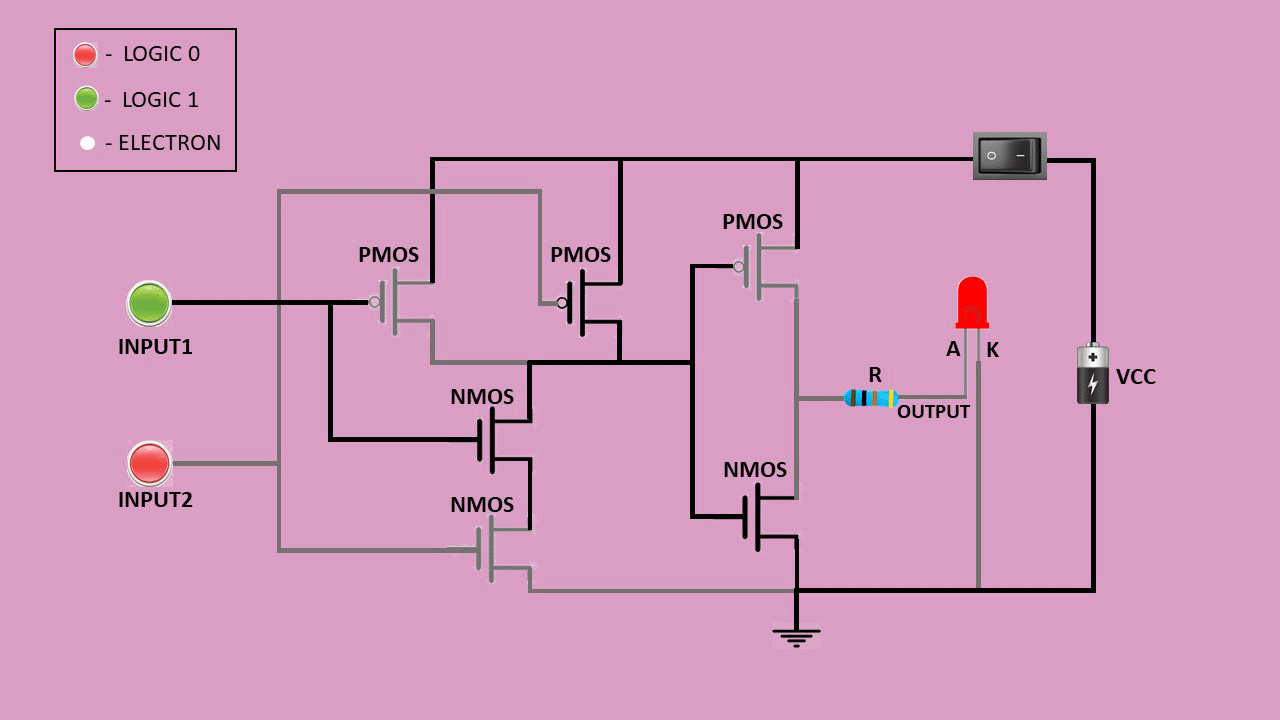 - LOGIC 0
- LOGIC 1
- ELECTRON
PMOS
PMOS
PMOS
INPUT1
A
K
VCC
R
OUTPUT
NMOS
NMOS
INPUT2
NMOS